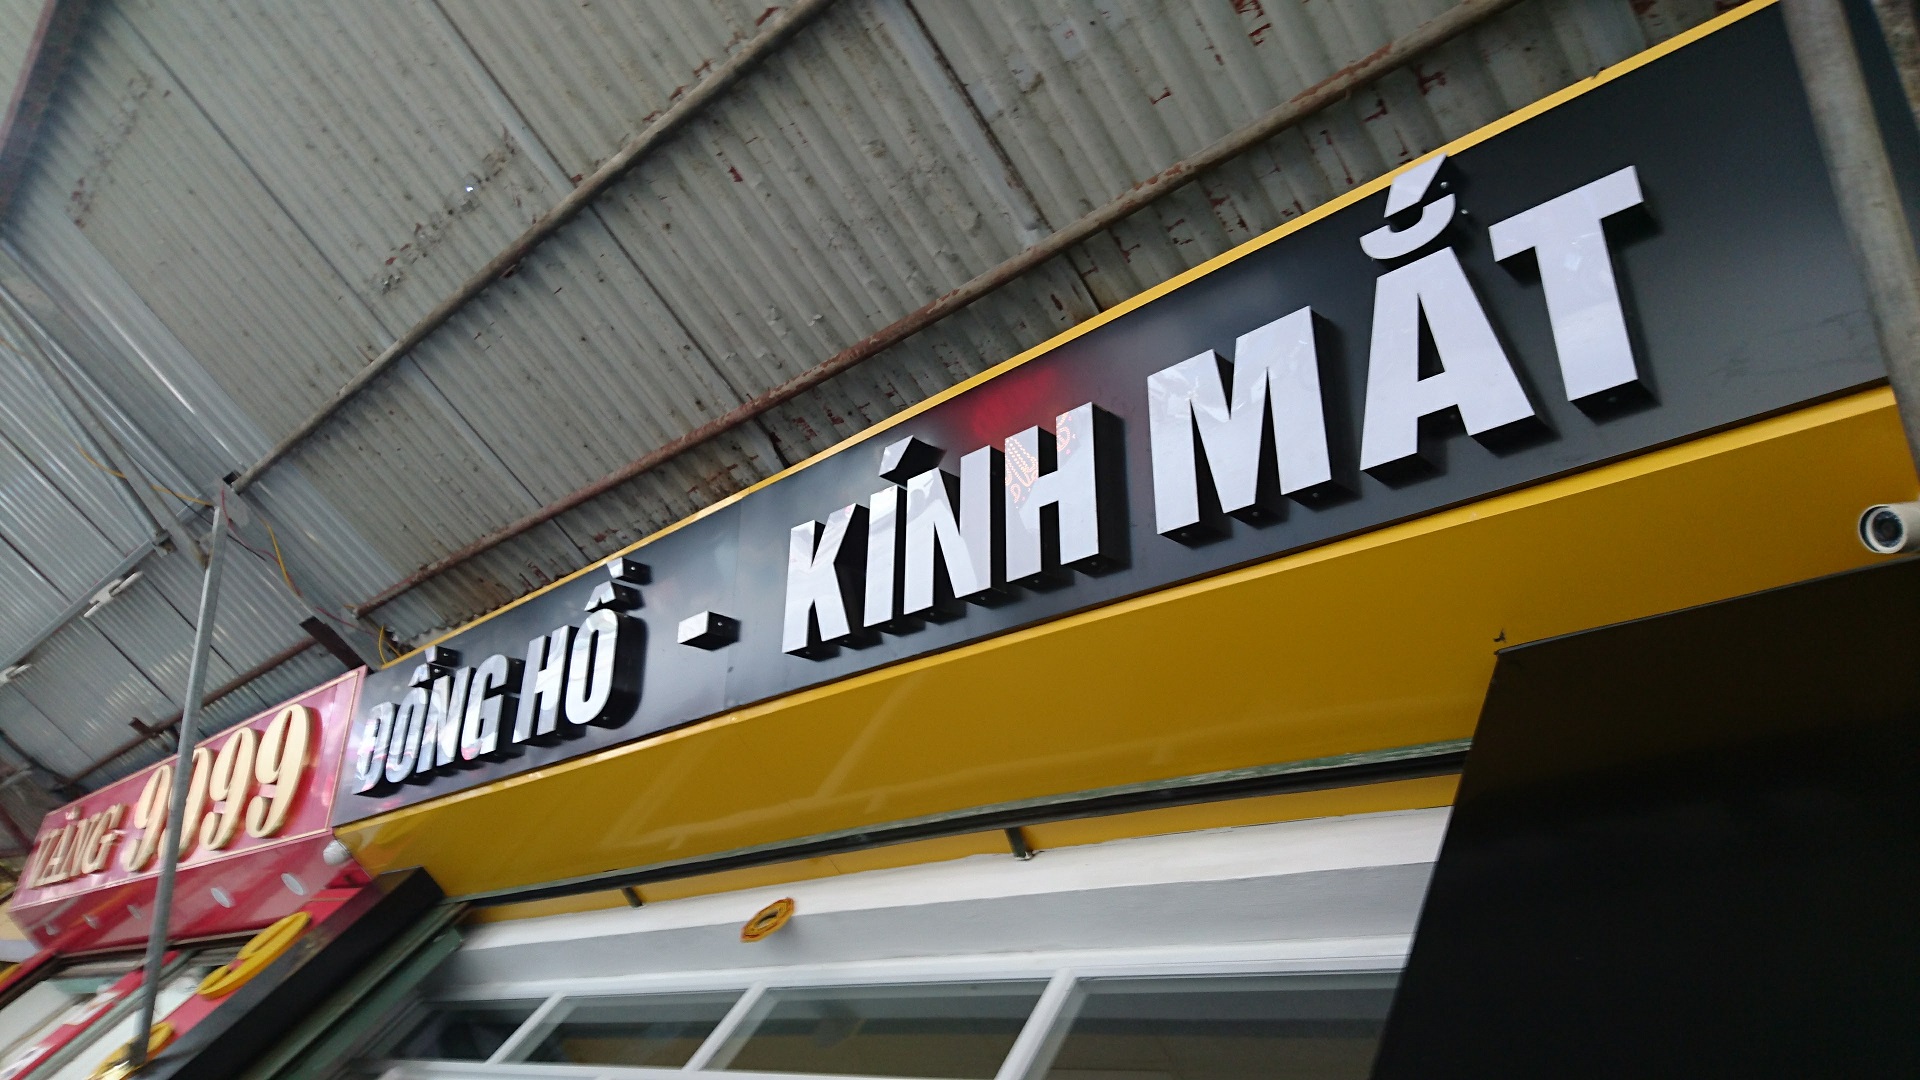 ĐỒNG HỒ - KÍNH MẮT
VÀNG 9999